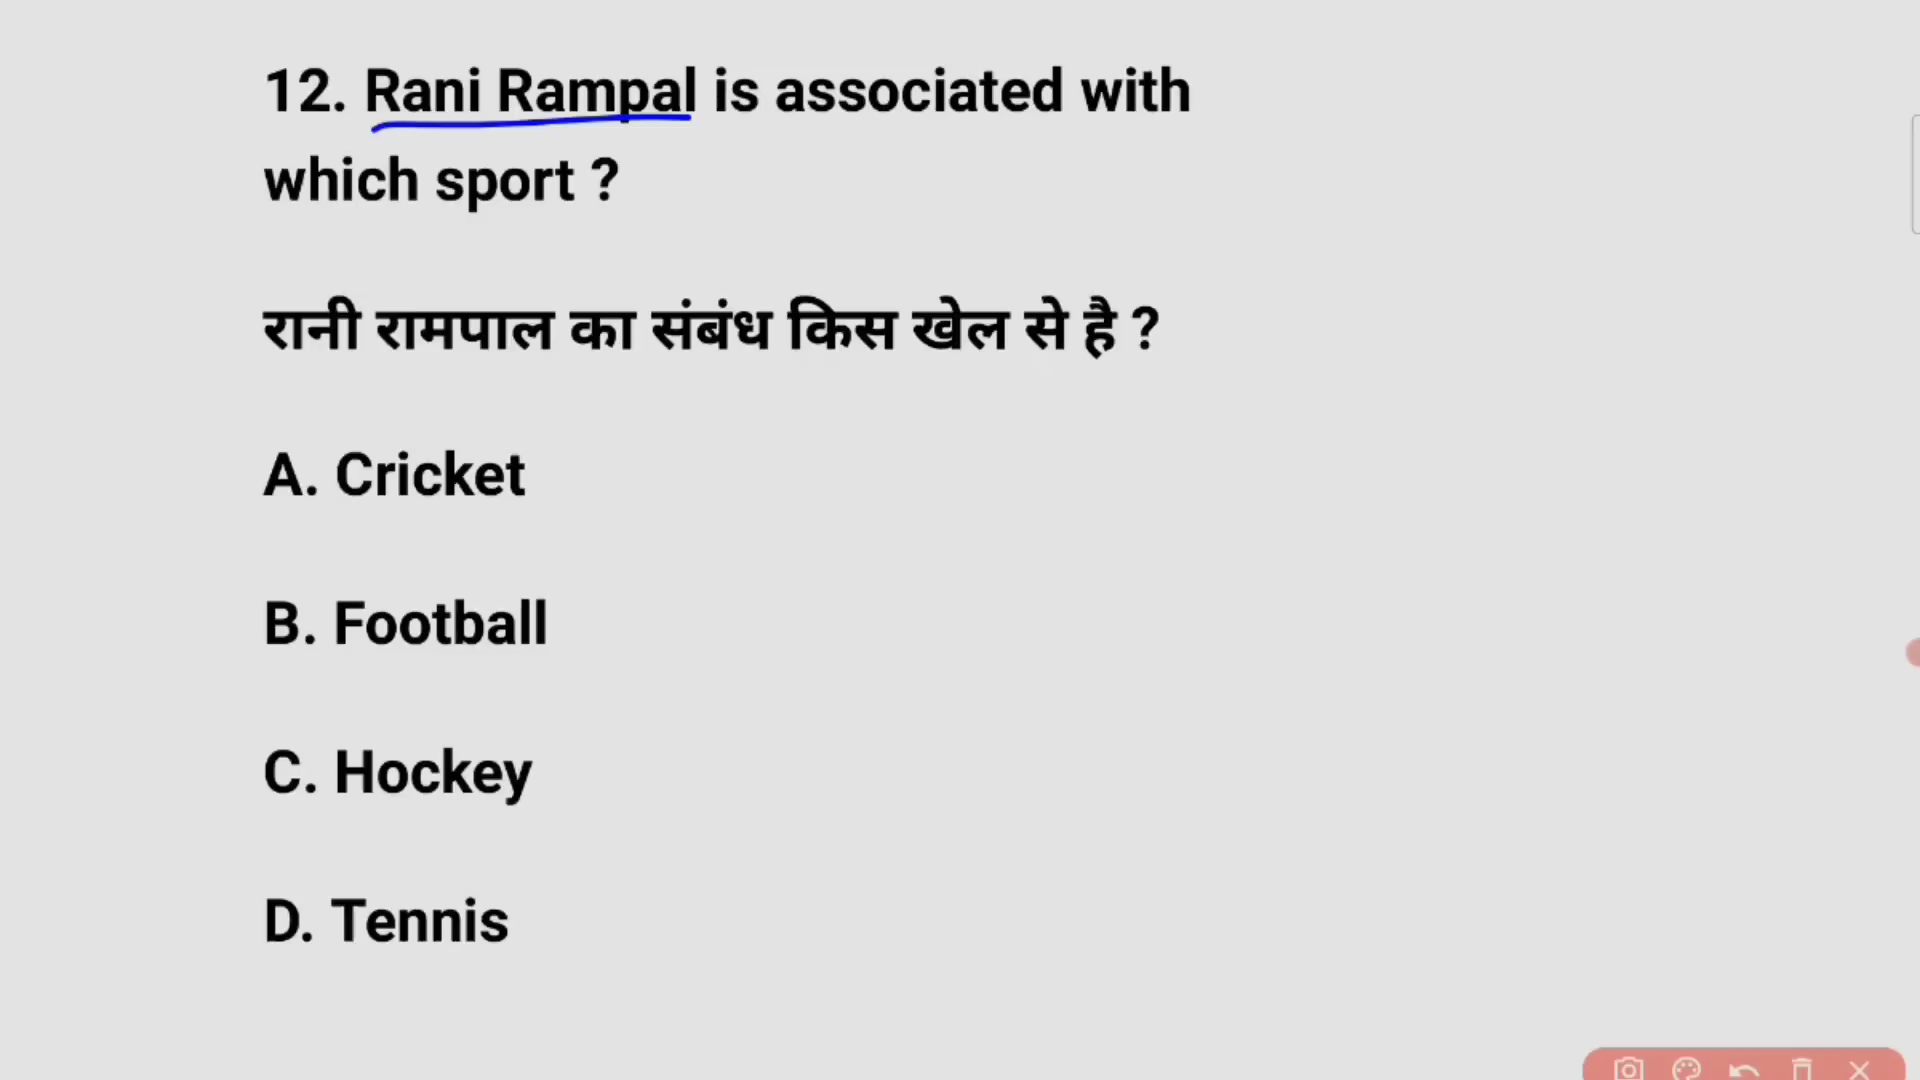 12. Rani Rampal is associated with
which sport ?
रानी रामपाल का संबंध किस खेल से है ?
A. Cricket
B. Football
C. Hockey
D. Tennis